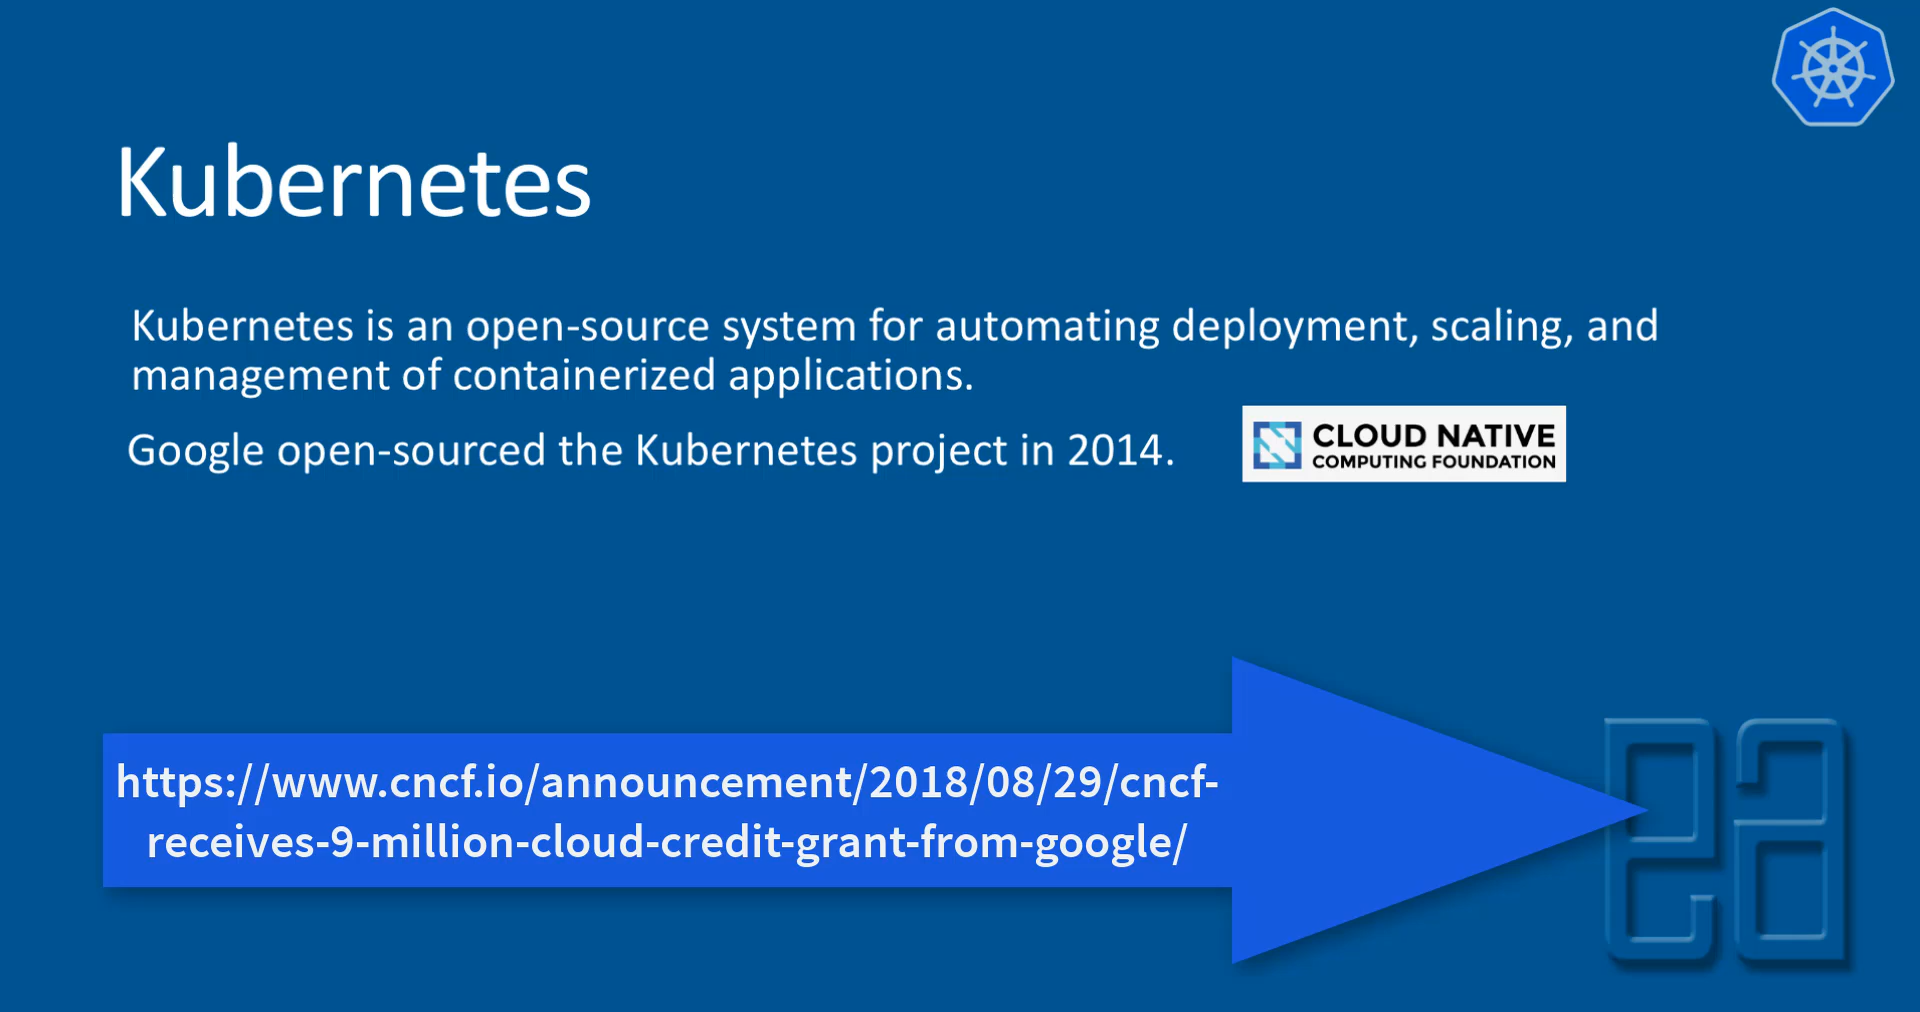 Kubernetes
Kubernetes is an open-source system for automating deployment, scaling, and
management of containerized applications.
Google open-sourced the Kubernetes project in 2014.
CLOUD NATIVE
COMPUTING FOUNDATION
https://www.cncf.io/announcement/2018/08/29/cncf-
receives-9-million-cloud-credit-grant-from-google/